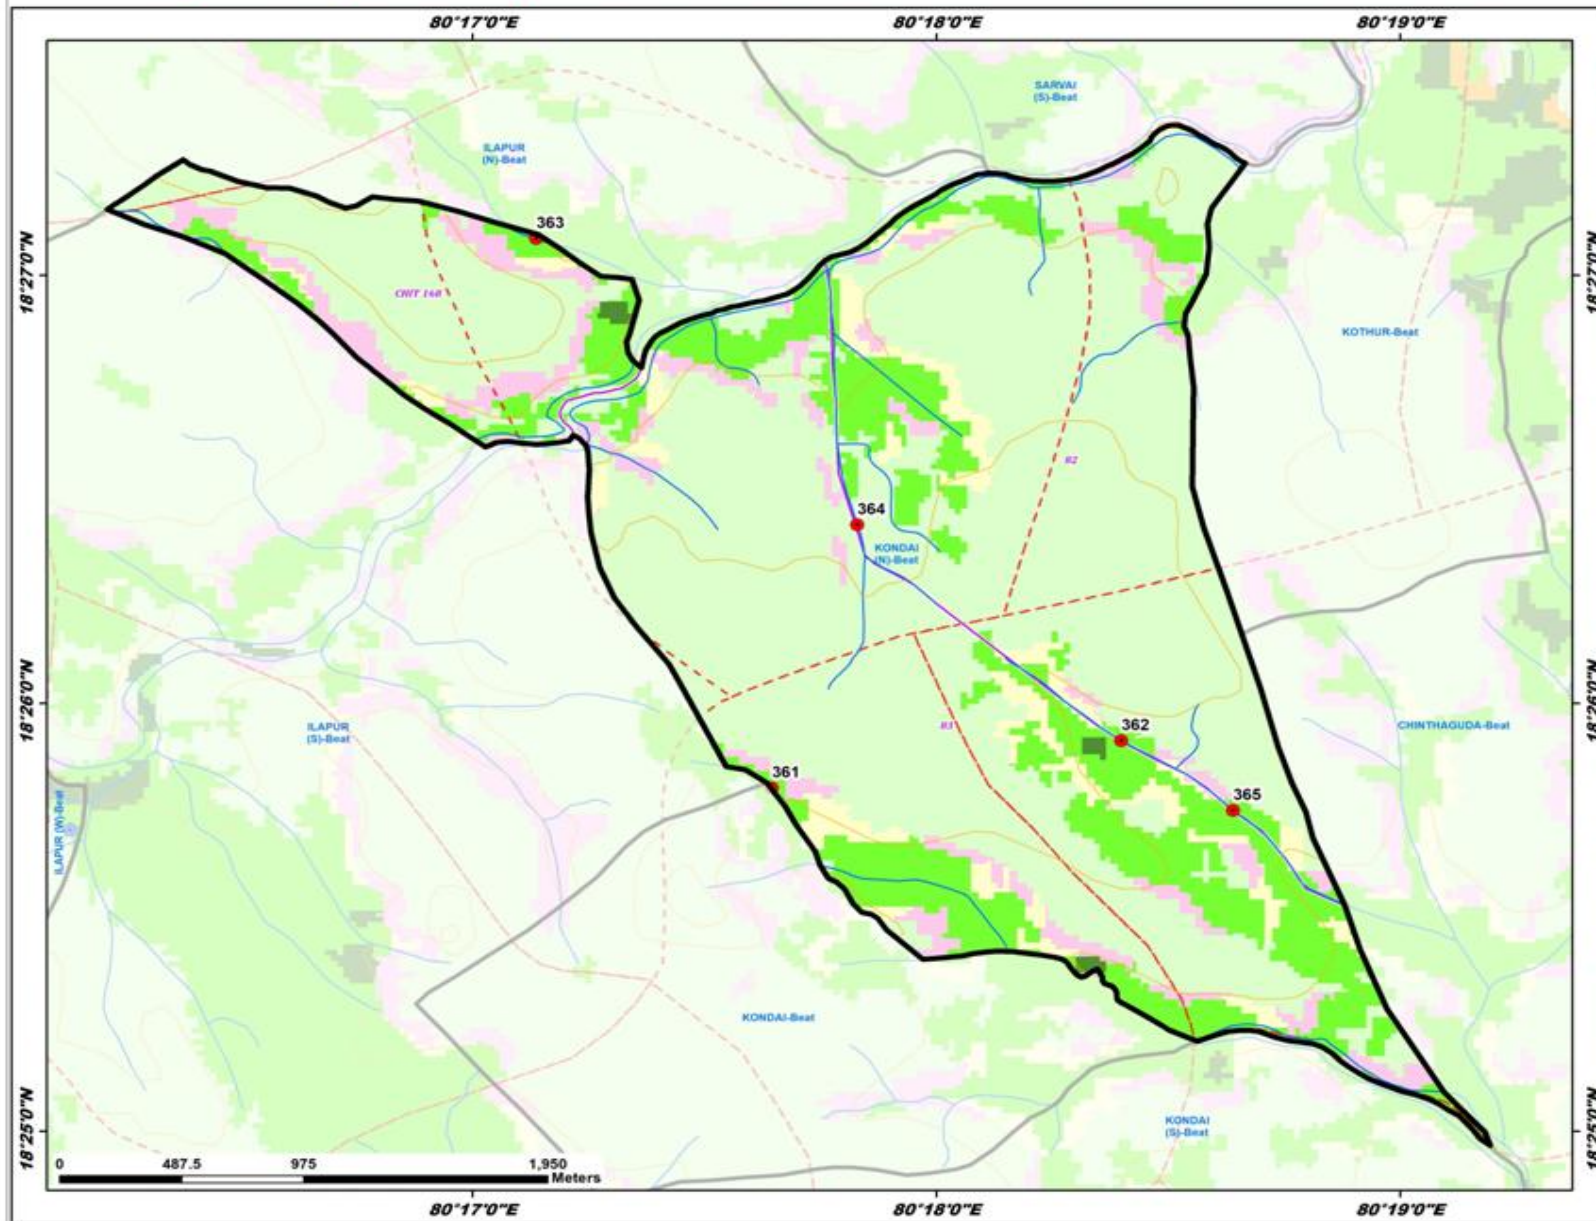 80°17'0"E
80°18'0"E
80°19'0"E
SARVAI
(S)-Beat
ILAPUR
(N)-Beat
363
18°27'0"N
18°27'0"N
KOTHUR-Beat
R2
364
KONDAI
(N)-Beat
18°26'0"N
18°26'0"N
ILAPUR
(S)-Beat
R3
362
CHINTHAGUDA-Beat
361
365
ILAPUR (W)-Beat
KONDAI-Beat
KONDAI
(S)-Beat
18°25'0"N
18°25'0"N
0
487.5
975
1,950
Meters
80°17'0"E
80°18'0"E
80°19'0"E